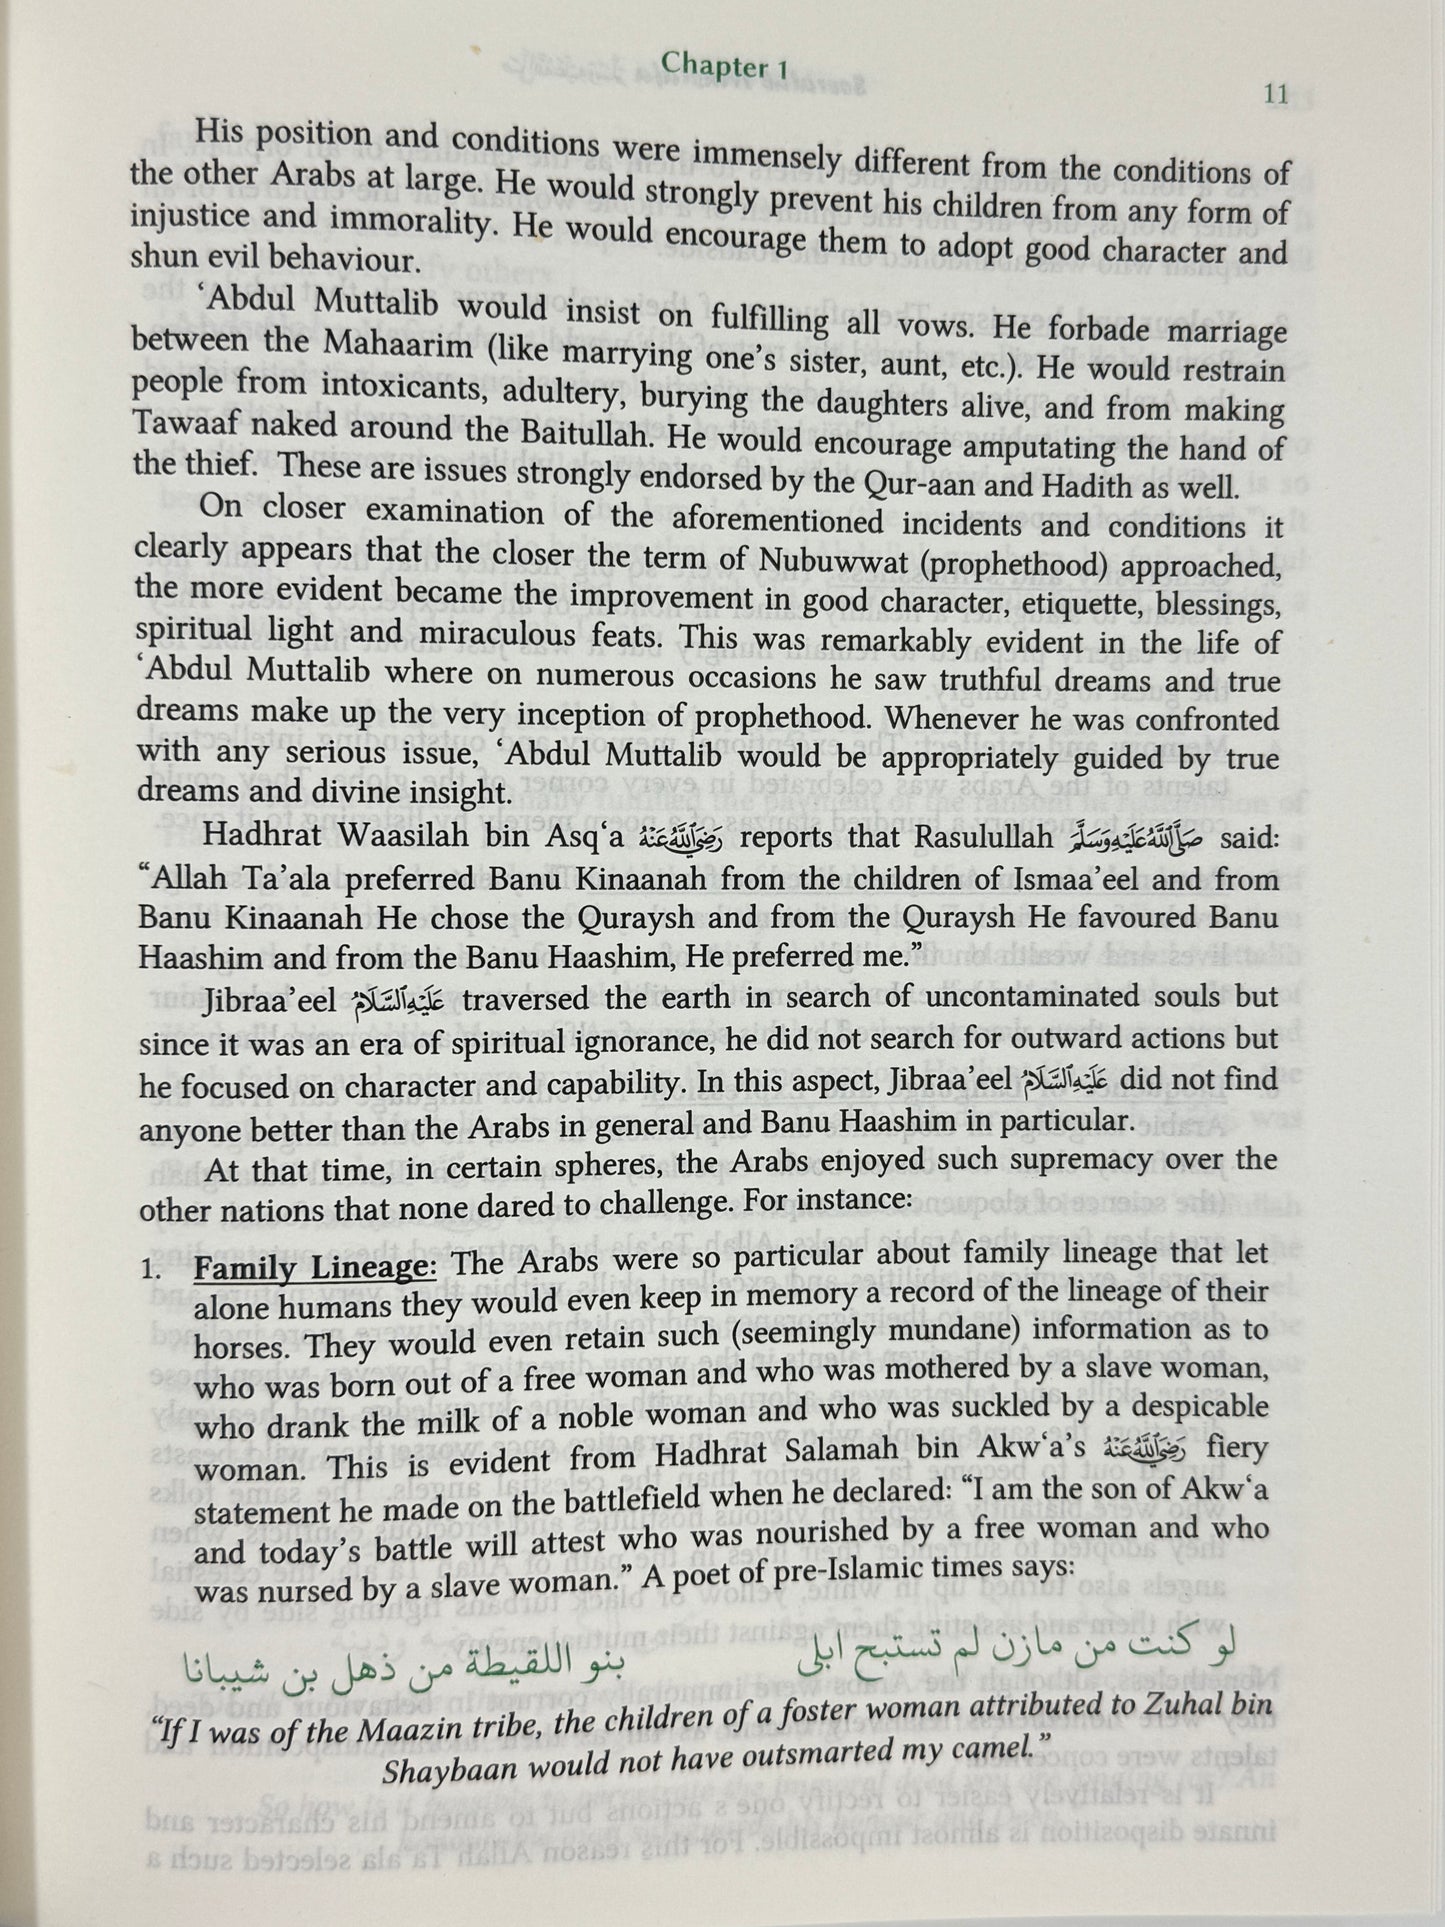 Chapter 1
11
His position and conditions were immensely different from the conditions of
the other Arabs at large. He would strongly prevent his children from any form of
injustice and immorality. He would encourage them to adopt good character and
shun evil behaviour.
‘Abdul Muttalib would insist on fulfilling all vows. He forbade marriage
between the Mahaarim (like marrying one’s sister, aunt, etc.). He would restrain
people from intoxicants, adultery, burying the daughters alive, and from making
Tawaaf naked around the Baitullah. He would encourage amputating the hand of
the thief. These are issues strongly endorsed by the Qur-aan and Hadith as well.
On closer examination of the aforementioned incidents and conditions it
clearly appears that the closer the term of Nubuwwat (prophethood) approached,
the more evident became the improvement in good character, etiquette, blessings,
spiritual light and miraculous feats. This was remarkably evident in the life of
‘Abdul Muttalib where on numerous occasions he saw truthful dreams and true
dreams make up the very inception of prophethood. Whenever he was confronted
with any serious issue, ‘Abdul Muttalib would be appropriately guided by true
dreams and divine insight.
Hadhrat Waasilah bin Asq‘a رَضِيَ اللَّهُ عَنْهُ reports that Rasulullah صَلَّى اللَّهُ عَلَيْهِ وَسَلَّمَ said:
“Allah Ta’ala preferred Banu Kinaanah from the children of Ismaa’eel and from
Banu Kinaanah He chose the Quraysh and from the Quraysh He favoured Banu
Haashim and from the Banu Haashim, He preferred me.”
Jibraa’eel عَلَيْهِ السَّلَامُ traversed the earth in search of uncontaminated souls but
since it was an era of spiritual ignorance, he did not search for outward actions but
he focused on character and capability. In this aspect, Jibraa’eel عَلَيْهِ السَّلَامُ did not find
anyone better than the Arabs in general and Banu Haashim in particular.
At that time, in certain spheres, the Arabs enjoyed such supremacy over the
other nations that none dared to challenge. For instance:
1. Family Lineage: The Arabs were so particular about family lineage that let
alone humans they would even keep in memory a record of the lineage of their
horses. They would even retain such (seemingly mundane) information as to
who was born out of a free woman and who was mothered by a slave woman,
who drank the milk of a noble woman and who was suckled by a despicable
woman. This is evident from Hadhrat Salamah bin Akw‘a’s رَضِيَ اللَّهُ عَنْهُ fiery
statement he made on the battlefield when he declared: “I am the son of Akw‘a
and today’s battle will attest who was nourished by a free woman and who
was nursed by a slave woman.” A poet of pre-Islamic times says:
لو كنت من مازن لم تستبح ابلى بنو اللقيطة من ذهل بن شيبانا
“If I was of the Maazin tribe, the children of a foster woman attributed to Zuhal bin
Shaybaan would not have outsmarted my camel.”